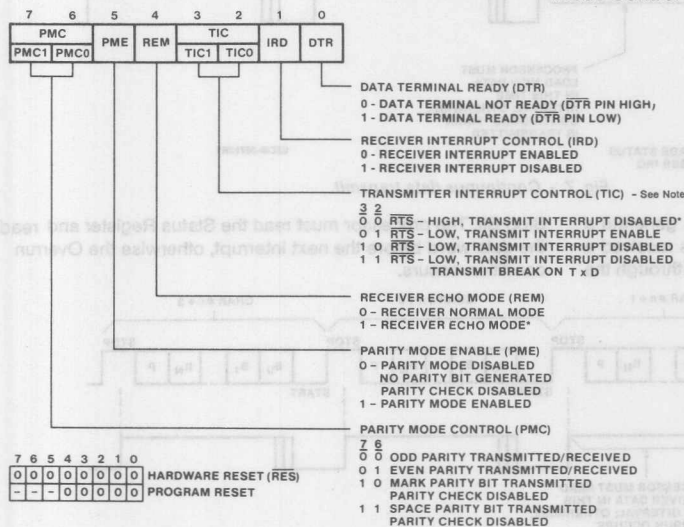 7 6 5 4 3 2 1 0
PMC PME REM TIC IRD DTR
PMC1 PMC0 TIC1 TIC0
DATA TERMINAL READY (DTR)
0 - DATA TERMINAL NOT READY (DTR PIN HIGH)
1 - DATA TERMINAL READY (DTR PIN LOW)
RECEIVER INTERRUPT CONTROL (IRD)
0 - RECEIVER INTERRUPT ENABLED
1 - RECEIVER INTERRUPT DISABLED
TRANSMITTER INTERRUPT CONTROL (TIC) - See Note
3 2
0 0 RTS – HIGH, TRANSMIT INTERRUPT DISABLED*
0 1 RTS – LOW, TRANSMIT INTERRUPT ENABLE
1 0 RTS – LOW, TRANSMIT INTERRUPT DISABLED
1 1 RTS – LOW, TRANSMIT INTERRUPT DISABLED
TRANSMIT BREAK ON T x D
RECEIVER ECHO MODE (REM)
0 – RECEIVER NORMAL MODE
1 – RECEIVER ECHO MODE*
PARITY MODE ENABLE (PME)
0 – PARITY MODE DISABLED
NO PARITY BIT GENERATED
PARITY CHECK DISABLED
1 – PARITY MODE ENABLED
PARITY MODE CONTROL (PMC)
7 6
0 0 ODD PARITY TRANSMITTED/RECEIVED
0 1 EVEN PARITY TRANSMITTED/RECEIVED
1 0 MARK PARITY BIT TRANSMITTED
PARITY CHECK DISABLED
1 1 SPACE PARITY BIT TRANSMITTED
PARITY CHECK DISABLED
7 6 5 4 3 2 1 0
0 0 0 0 0 0 0 0 HARDWARE RESET (RES)
- - - 0 0 0 0 0 PROGRAM RESET